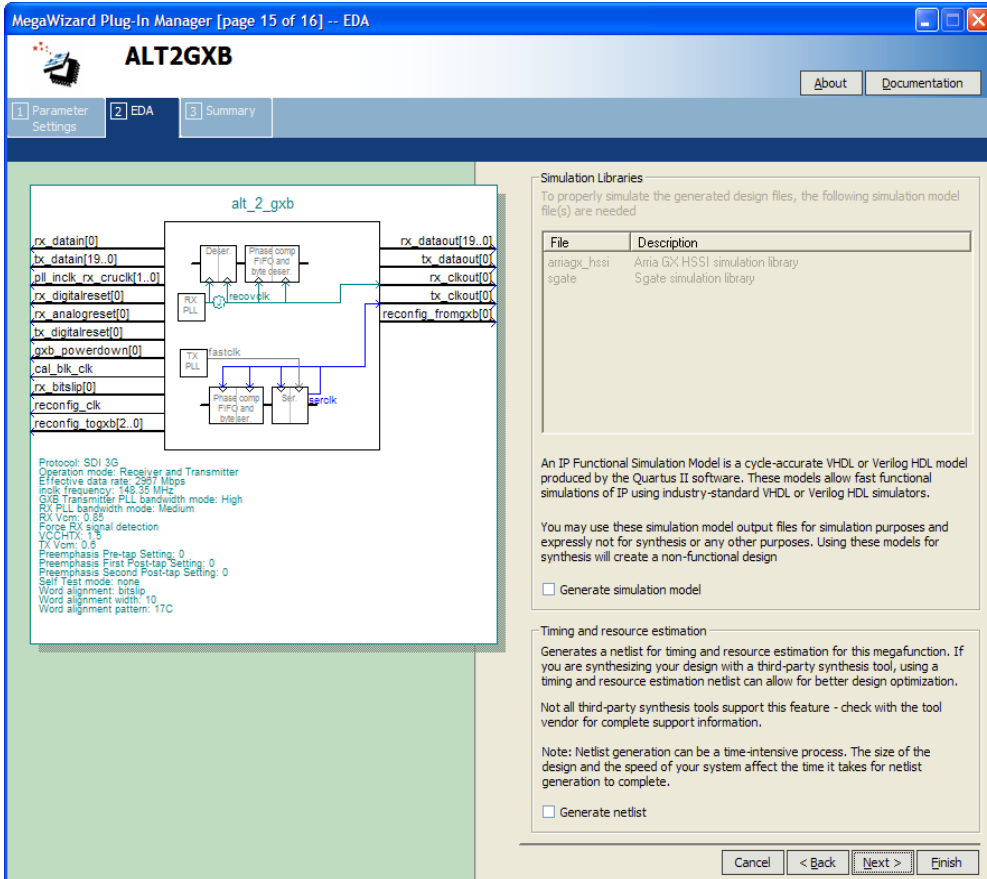 MegaWizard Plug-In Manager [page 15 of 16] -- EDA
ALT2GXB
About
Documentation
1 Parameter Settings
2 EDA
3 Summary
alt_2_gxb
rx_datain[0]
tx_datain[19..0]
pll_inclk_rx_cruclk[1..0]
rx_digitalreset[0]
rx_analogreset[0]
tx_digitalreset[0]
gxb_powerdown[0]
cal_blk_clk
rx_bitslip[0]
reconfig_clk
reconfig_togxb[2..0]
Deser.
Phase comp
FIFO and
byte deser.
RX
PLL
recovclk
TX
PLL
fastclk
Phase comp
FIFO and
byte ser.
Ser.
serclk
rx_dataout[19..0]
tx_dataout[0]
rx_clkout[0]
tx_clkout[0]
reconfig_fromgxb[0]
Protocol: SDI 3G
Operation mode: Receiver and Transmitter
Effective data rate: 2967 Mbps
inclk frequency: 148.35 MHz
GXB Transmitter PLL bandwidth mode: High
RX PLL bandwidth mode: Medium
RX Vcm: 0.85
Force RX signal detection
VCCHTX: 1.5
TX Vcm: 0.6
Preemphasis Pre-tap Setting: 0
Preemphasis First Post-tap Setting: 0
Preemphasis Second Post-tap Setting: 0
Self Test mode: none
Word alignment: bitslip
Word alignment width: 10
Word alignment pattern: 17C
Simulation Libraries
To properly simulate the generated design files, the following simulation model
file(s) are needed
File Description
arriagx_hssi Arria GX HSSI simulation library
sgate Sgate simulation library
An IP Functional Simulation Model is a cycle-accurate VHDL or Verilog HDL model
produced by the Quartus II software. These models allow fast functional
simulations of IP using industry-standard VHDL or Verilog HDL simulators.
You may use these simulation model output files for simulation purposes and
expressly not for synthesis or any other purposes. Using these models for
synthesis will create a non-functional design
Generate simulation model
Timing and resource estimation
Generates a netlist for timing and resource estimation for this megafunction. If
you are synthesizing your design with a third-party synthesis tool, using a
timing and resource estimation netlist can allow for better design optimization.
Not all third-party synthesis tools support this feature - check with the tool
vendor for complete support information.
Note: Netlist generation can be a time-intensive process. The size of the
design and the speed of your system affect the time it takes for netlist
generation to complete.
Generate netlist
Cancel
< Back
Next >
Finish